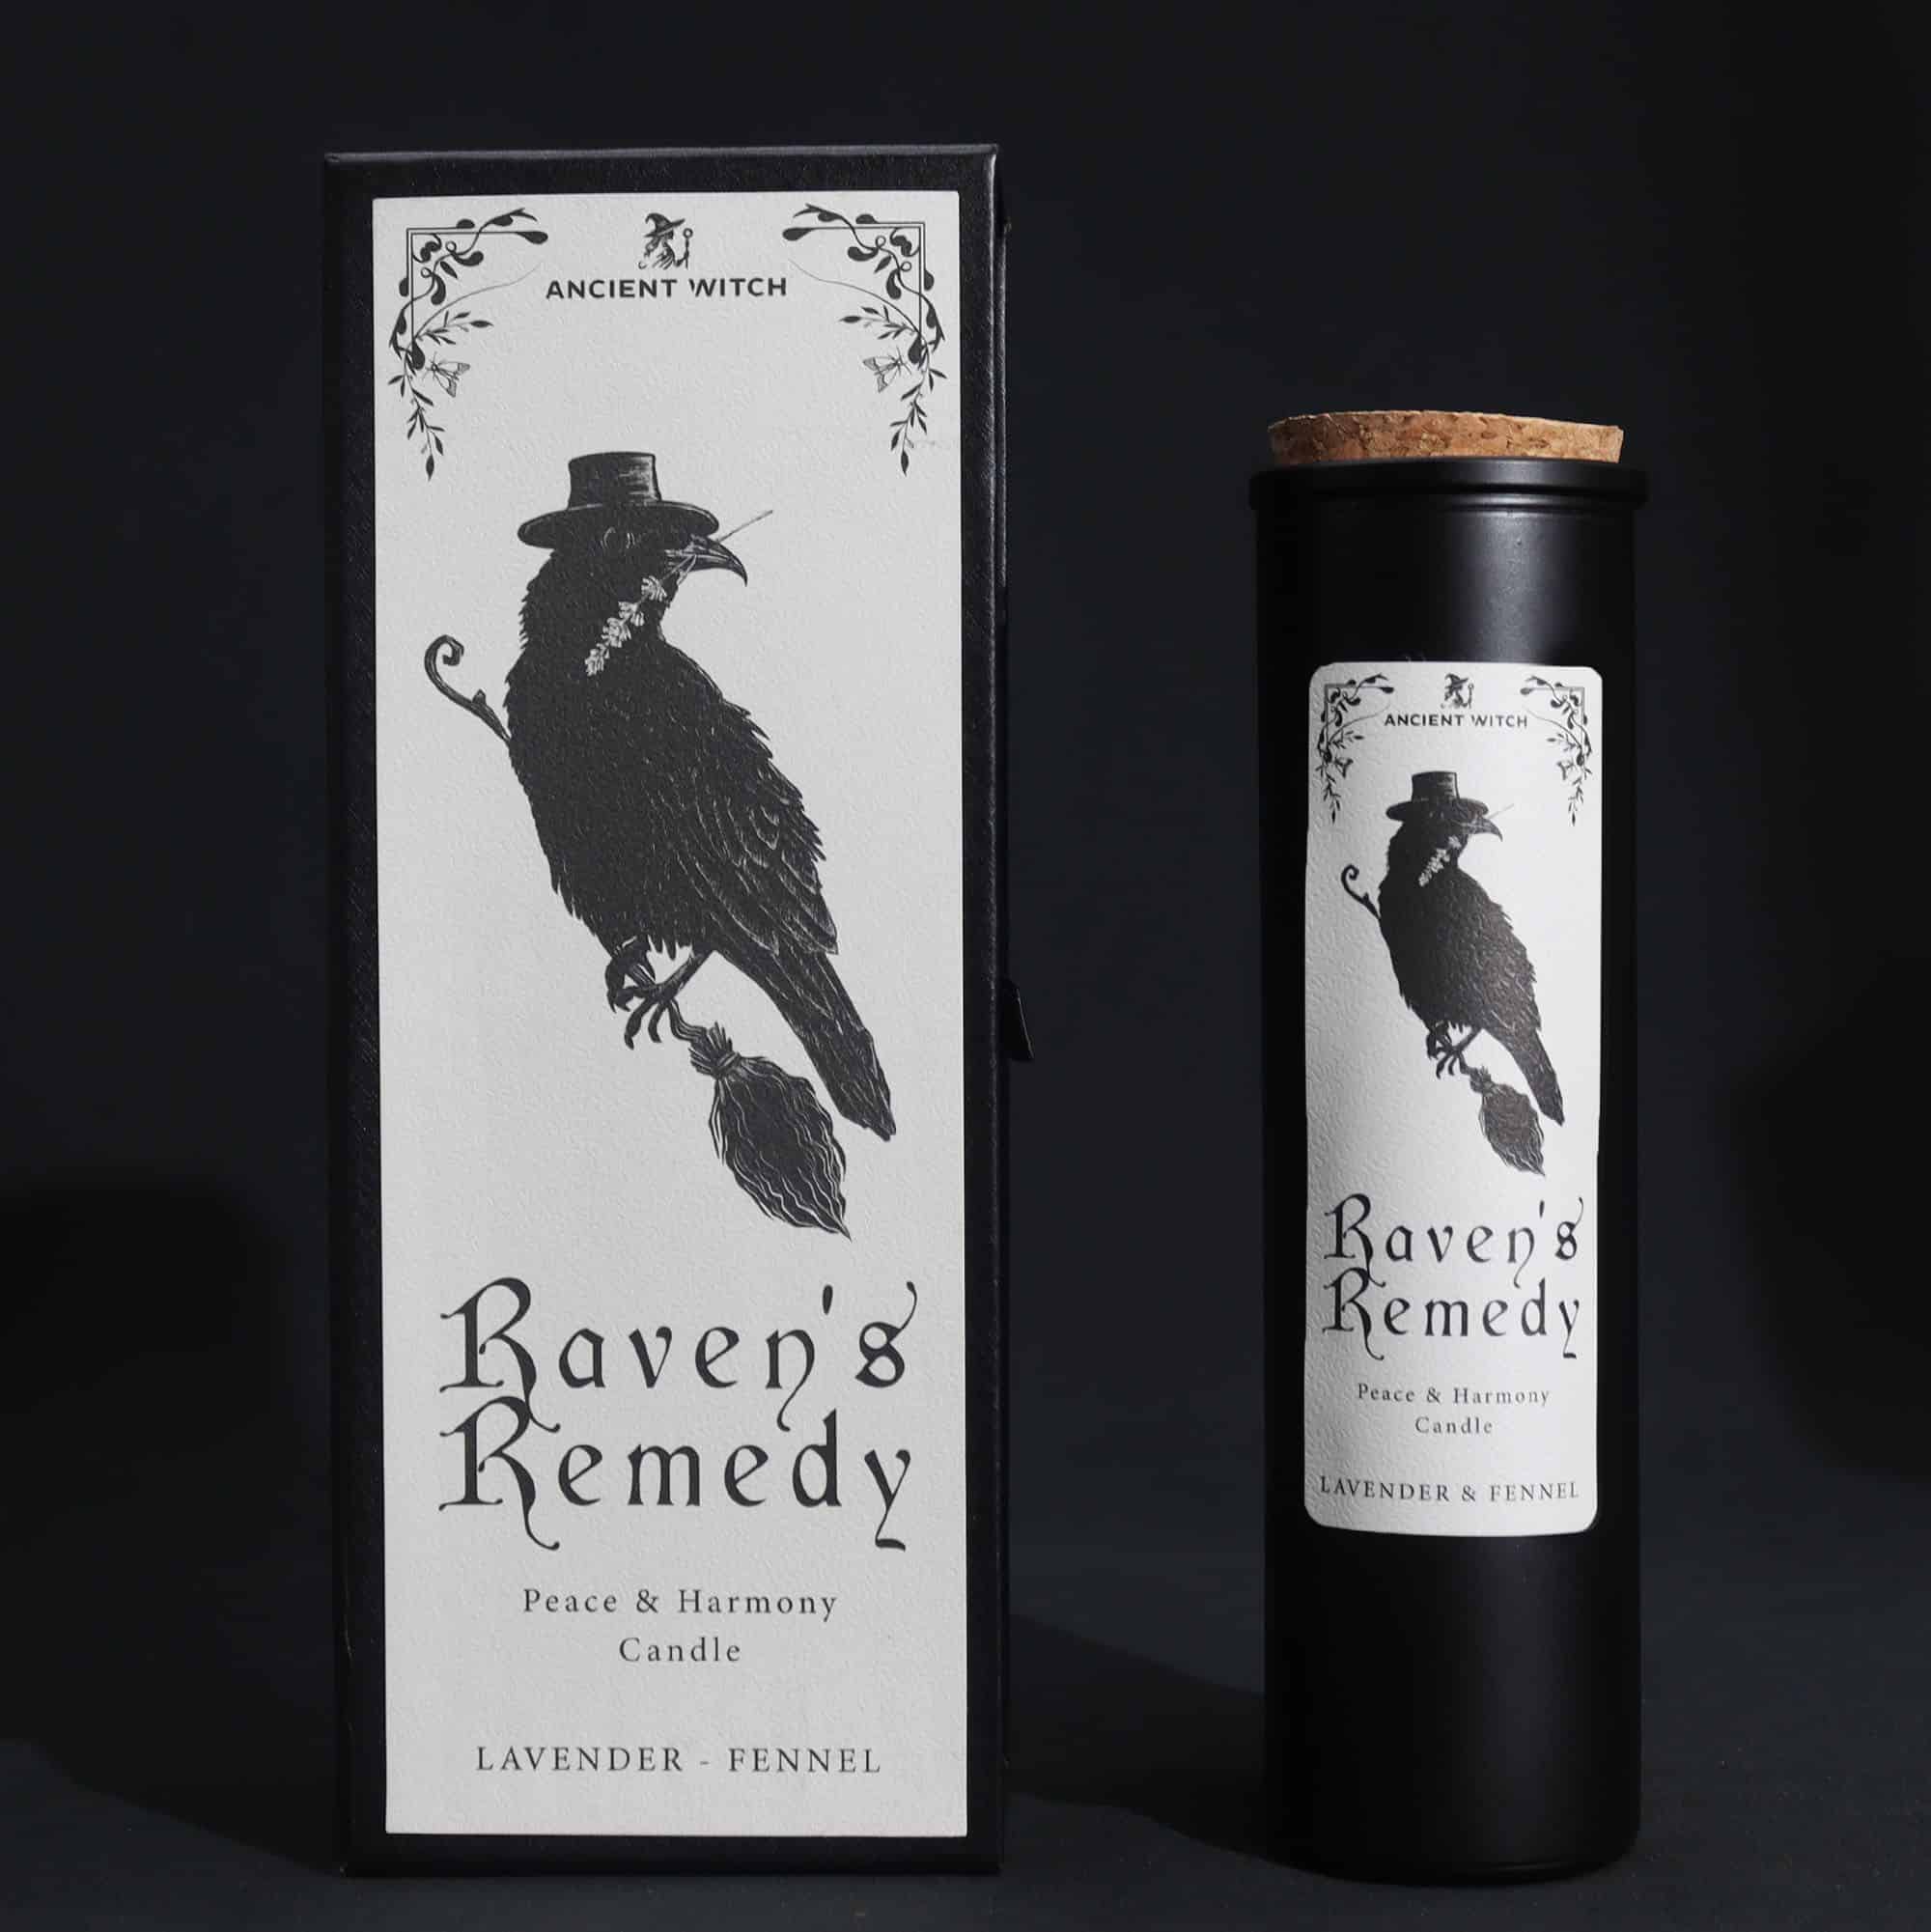 ANCIENT WITCH
Raven's
Remedy
Peace & Harmony
Candle
LAVENDER - FENNEL
ANCIENT WITCH
Raven's
Remedy
Peace & Harmony
Candle
LAVENDER & FENNEL